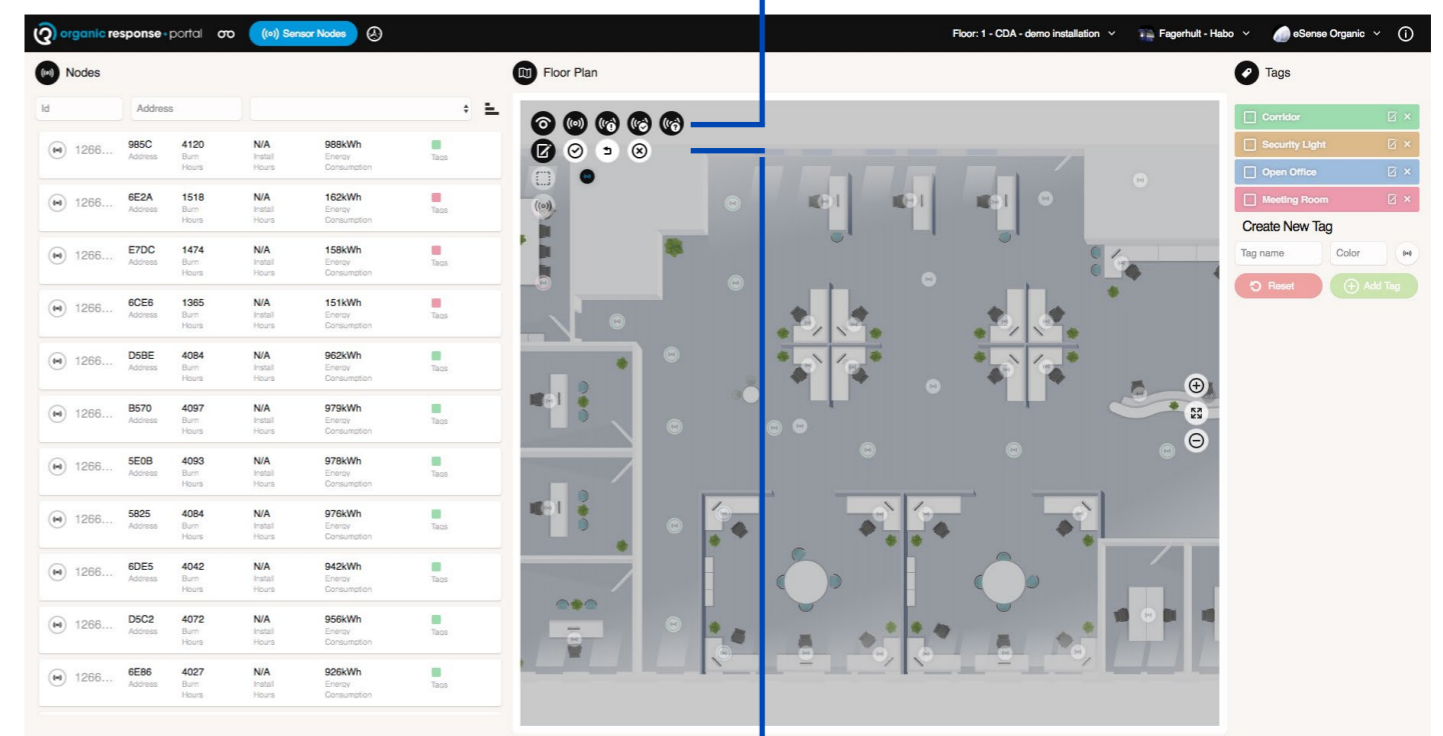 organic response · portal
Sensor Nodes
Floor: 1 - CDA - demo installation
Fagerhult - Habo
eSense Organic
Nodes
Floor Plan
Tags
Id
Address
1266...
985C
4120
N/A
988kWh
Address
Burn
Install
Energy
Tags
Hours
Hours
Consumption
1266...
6E2A
1518
N/A
162kWh
Address
Burn
Install
Energy
Tags
Hours
Hours
Consumption
1266...
E7DC
1474
N/A
158kWh
Address
Burn
Install
Energy
Tags
Hours
Hours
Consumption
1266...
6CE6
1365
N/A
151kWh
Address
Burn
Install
Energy
Tags
Hours
Hours
Consumption
1266...
D5BE
4084
N/A
962kWh
Address
Burn
Install
Energy
Tags
Hours
Hours
Consumption
1266...
B570
4097
N/A
979kWh
Address
Burn
Install
Energy
Tags
Hours
Hours
Consumption
1266...
5E0B
4093
N/A
978kWh
Address
Burn
Install
Energy
Tags
Hours
Hours
Consumption
1266...
5825
4084
N/A
976kWh
Address
Burn
Install
Energy
Tags
Hours
Hours
Consumption
1266...
6DE5
4042
N/A
942kWh
Address
Burn
Install
Energy
Tags
Hours
Hours
Consumption
1266...
D5C2
4072
N/A
956kWh
Address
Burn
Install
Energy
Tags
Hours
Hours
Consumption
1266...
6E86
4027
N/A
926kWh
Address
Burn
Install
Energy
Tags
Hours
Hours
Consumption
Corridor
Security Light
Open Office
Meeting Room
Create New Tag
Tag name
Color
Reset
Add Tag